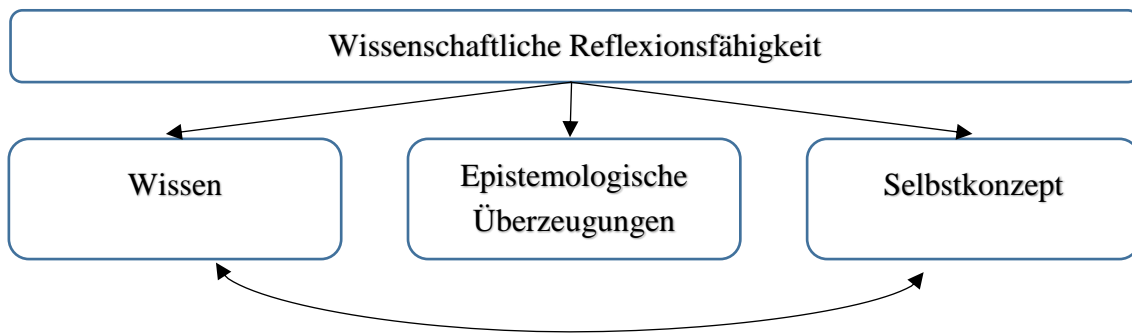 Wissenschaftliche Reflexionsfähigkeit
Wissen
Epistemologische
Überzeugungen
Selbstkonzept